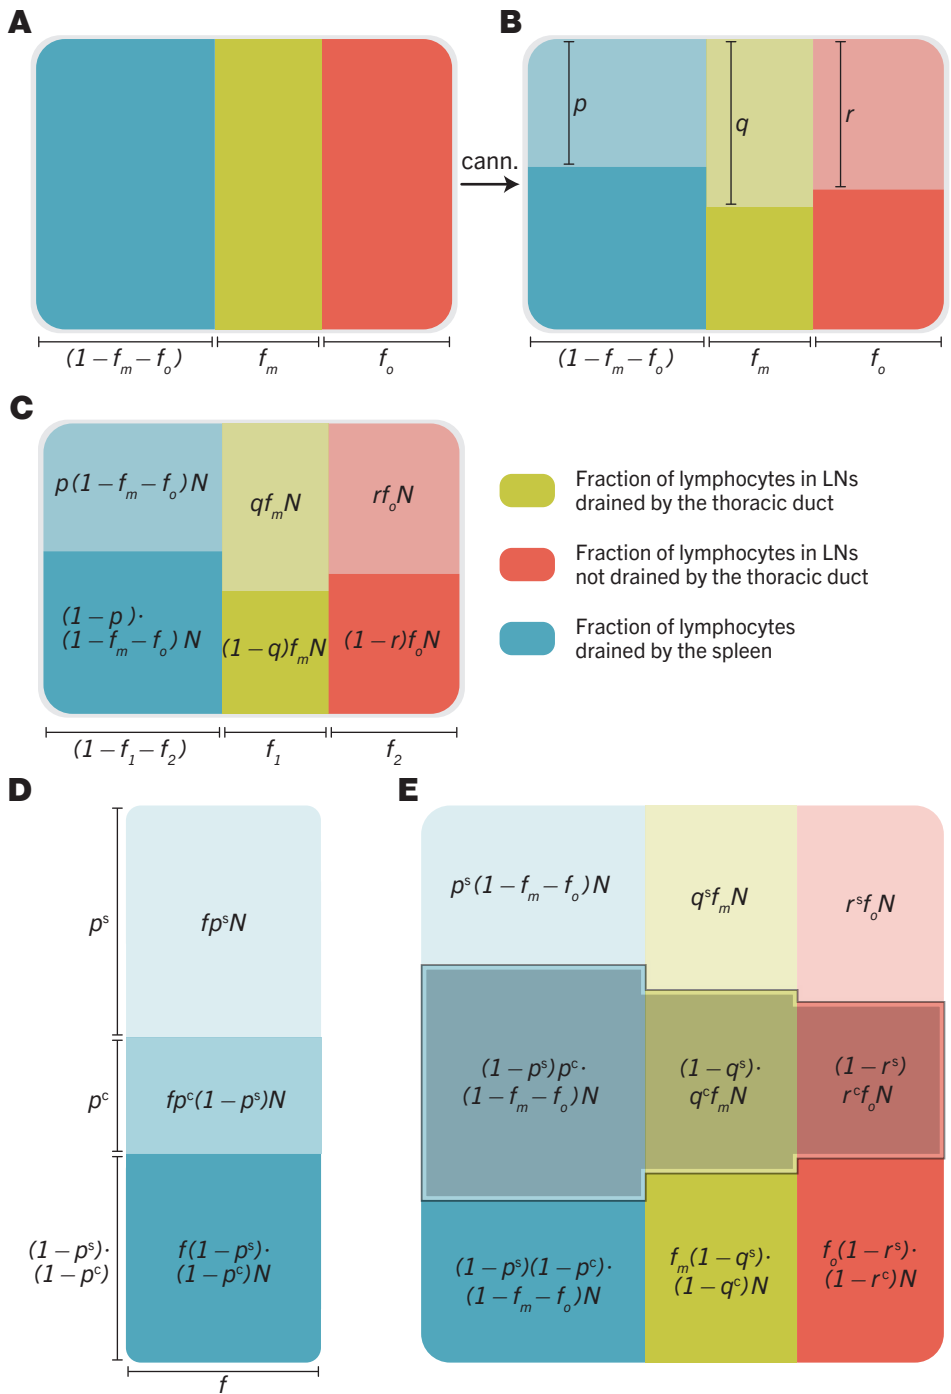 A
B
p
q
r
cann.
(1 – f_m – f_o)
f_m
f_o
(1 – f_m – f_o)
f_m
f_o
C
p(1 – f_m – f_o)N
qf_mN
rf_oN
(1 – p)·
(1 – f_m – f_o)N
(1 – q)f_mN
(1 – r)f_oN
(1 – f_1 – f_2)
f_1
f_2
Fraction of lymphocytes in LNs
drained by the thoracic duct
Fraction of lymphocytes in LNs
not drained by the thoracic duct
Fraction of lymphocytes
drained by the spleen
D
p^s
fp^sN
p^c
fp^c(1 – p^s)N
(1 – p^s)·
(1 – p^c)
f(1 – p^s)·
(1 – p^c)N
f
E
p^s(1 – f_m – f_o)N
q^sf_mN
r^sf_oN
(1 – p^s)p^c·
(1 – f_m – f_o)N
(1 – q^s)·
q^cf_mN
(1 – r^s)
r^cf_oN
(1 – p^s)(1 – p^c)·
(1 – f_m – f_o)N
f_m(1 – q^s)·
(1 – q^c)N
f_o(1 – r^s)·
(1 – r^c)N